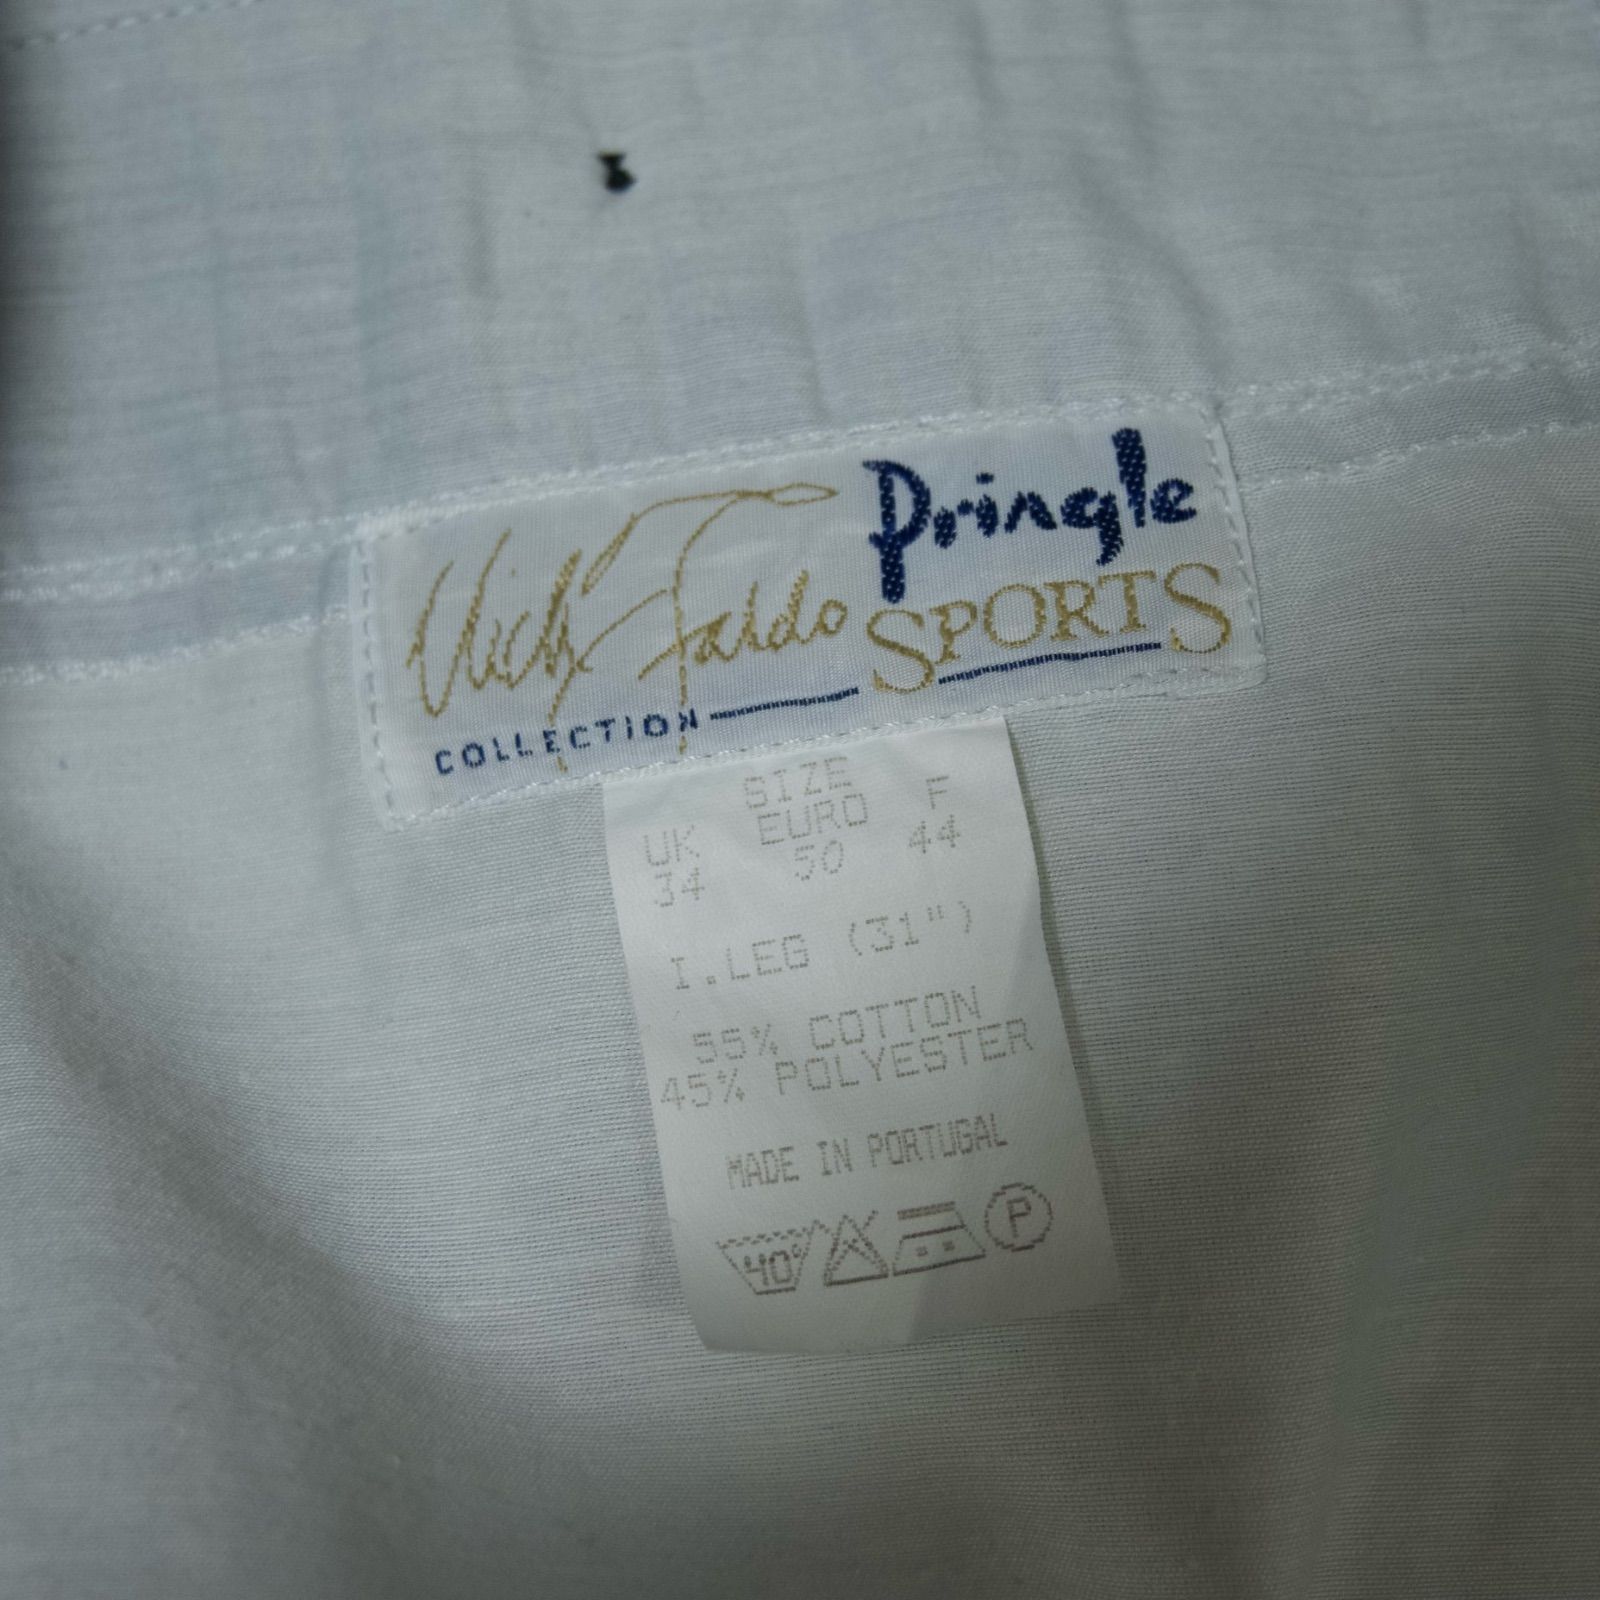 Nick Faldo
Pringle
SPORTS
COLLECTION
SIZE
UK EURO F
34 50 44
I.LEG (31")
55% COTTON
45% POLYESTER
MADE IN PORTUGAL
40° P